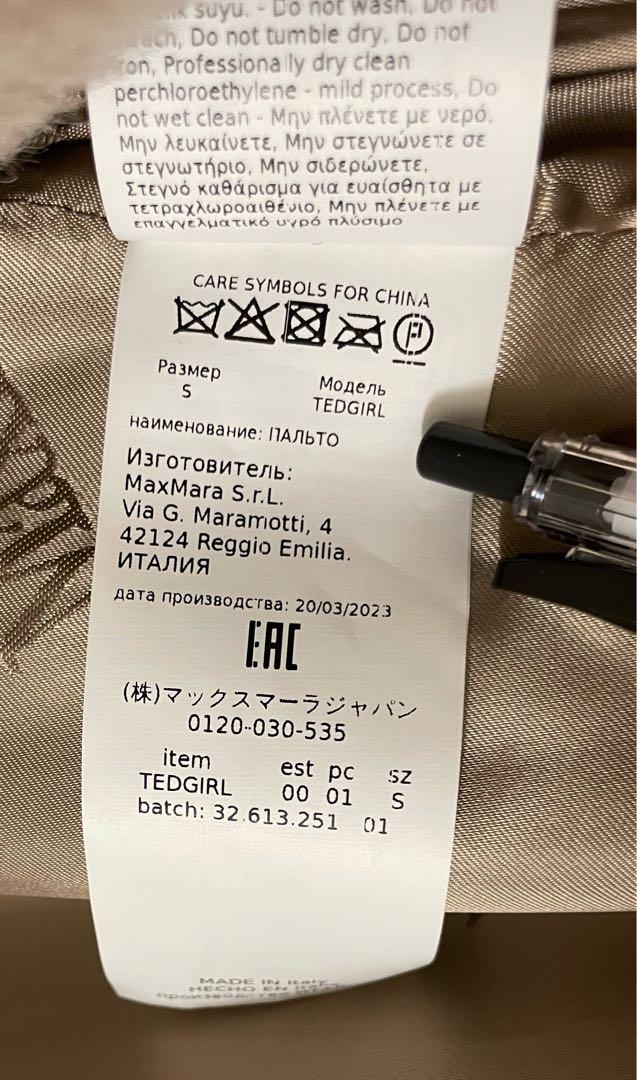 suyu. - Do not wash, Do not
Do not tumble dry, Do not
Professionally dry clean
perchloroethylene - mild process, Do
not wet clean - Μην πλένετε με νερό,
Μην λευκαίνετε, Μην στεγνώνετε σε
στεγνωτήριο, Μην σιδερώνετε,
Στεγνό καθάρισμα για ευαίσθητα με
τετραχλωροαιθένιο, Μην πλένετε με
επαγγελματικό υγρό πλύσιμο
CARE SYMBOLS FOR CHINA
P
Размер Модель
S TEDGIRL
наименование: ПАЛЬТО
Изготовитель:
MaxMara S.r.L.
Via G. Maramotti, 4
42124 Reggio Emilia.
ИТАЛИЯ
дата производства: 20/03/2023
EAC
(株)マックスマーラジャパン
0120-030-535
item est pc sz
TEDGIRL 00 01 S
batch: 32.613.251 01
MADE IN Italy
HECHO EN